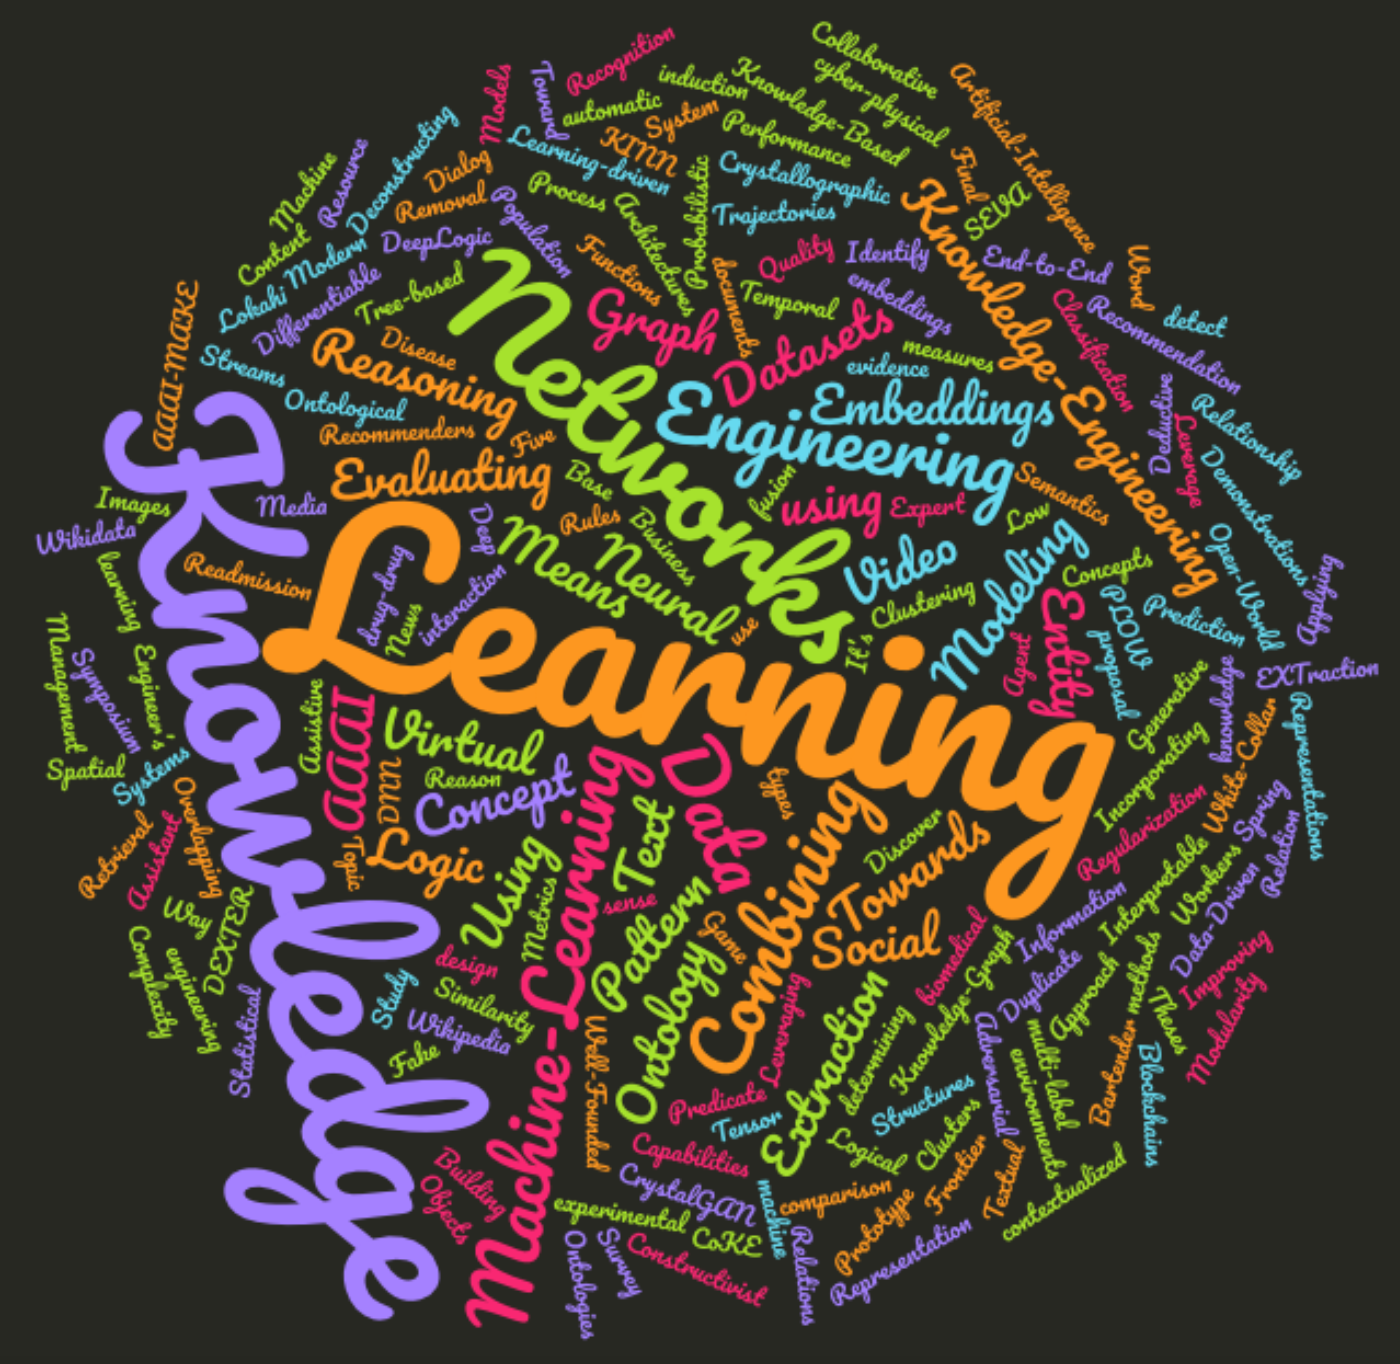 Collaborative
cyber-physical
Recognition
induction
Knowledge-Based
Artificial-Intelligence
Models
Toward
automatic
System
KINN
Performance
Learning-driven
Deconstructing
Dialog
Removal
Process
Architectures
Probabilistic
Crystallographic
Trajectories
Final
SEVA
Machine
Resource
Content
Modern
Lokahi
DeepLogic
Population
Differentiable
Tree-based
Functions
documents
Quality
Identify
Temporal
embeddings
Knowledge-Engineering
End-to-End
Word
detect
Recommendation
Classification
AAAI-MAKE
Streams
Reasoning
Disease
Ontological
Recommenders
Five
Networks
Graph
Datasets
measures
evidence
Engineering
Embeddings
Deductive
Leverage
Relationship
Demonstrations
Evaluating
Base
Rules
Business
fusion
using
Expert
Semantics
Low
Images
Wikidata
Media
Knowledge
Readmission
learning
Deep
drug-drug
News
interaction
Means
Neural
use
Video
Clustering
It's
Modeling
Concepts
PLOW
Entity
Agent
proposal
Prediction
Open-World
Applying
Learning
EXTraction
Management
Symposium
Engineer's
Spatial
Systems
Assistive
AAAI
Virtual
DNN
Reason
Concept
Topic
Logic
Data
types
Generative
Incorporating
knowledge
White-Collar
Representations
Retrieval
Assistant
Overcoming
Way
DEXTER
Complexity
engineering
Statistical
Using
Metrics
Machine-Learning
Text
sense
Pattern
Ontology
Game
Combining
Discover
Towards
Social
Regularization
Interpretable
Workers
Spring
Relation
Data-Driven
Information
biomedical
Knowledge-Graph
Duplicate
Approach
methods
Theses
Improving
Modularity
design
Study
Similarity
Wikipedia
Fake
Well-Founded
Leveraging
Predicate
Extraction
determining
Tensor
Structures
Adversarial
multi-label
environments
Bartender
Blockchains
Building
Objects
Capabilities
CrystalGAN
Logical
Clusters
Frontier
Textual
contextualized
experimental
CoKE
machine
comparison
Prototype
Representation
Relations
Ontologies
Survey
Constructivist